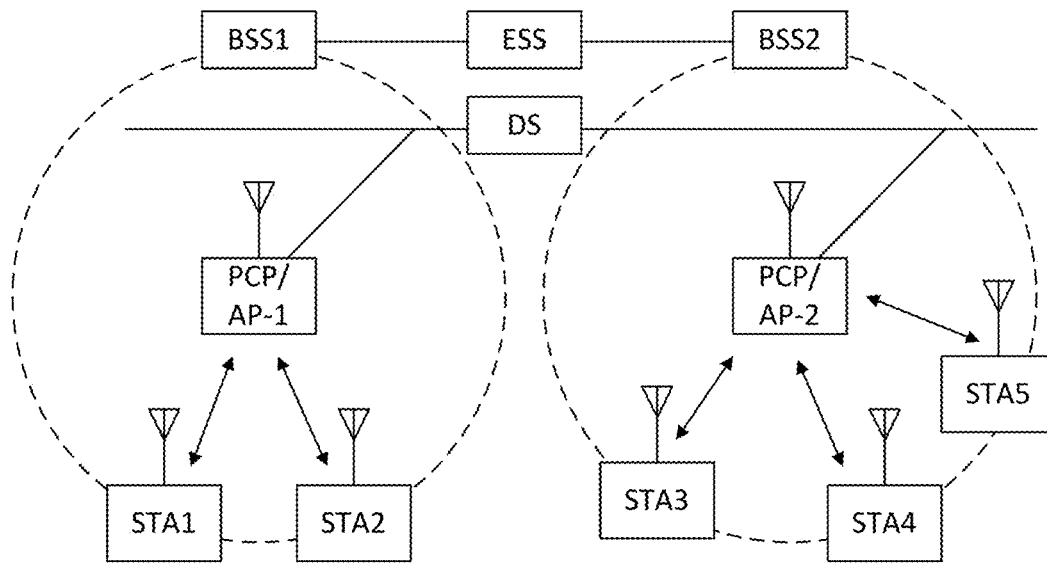 BSS1
ESS
BSS2
DS
PCP/
AP-1
PCP/
AP-2
STA5
STA3
STA1
STA2
STA4